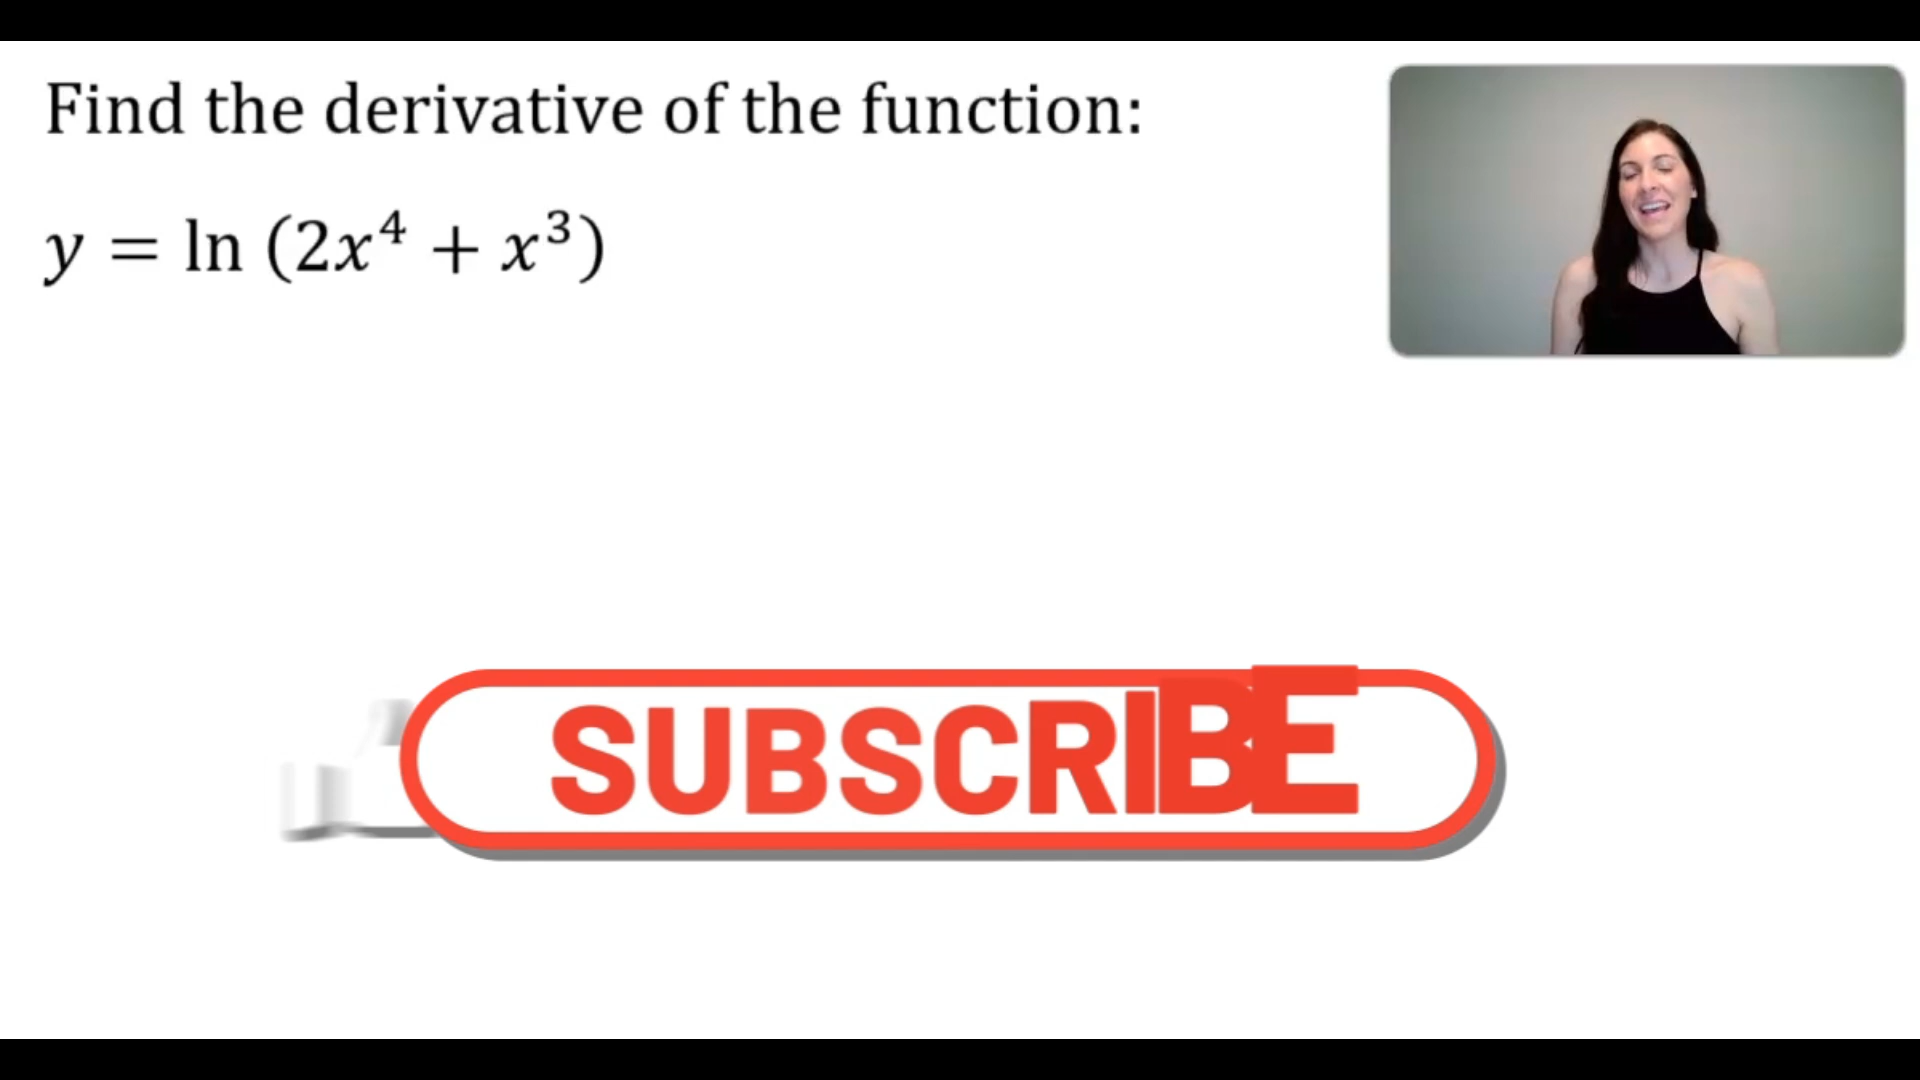 Find the derivative of the function:
y = ln (2x⁴ + x³)
SUBSCRIBE